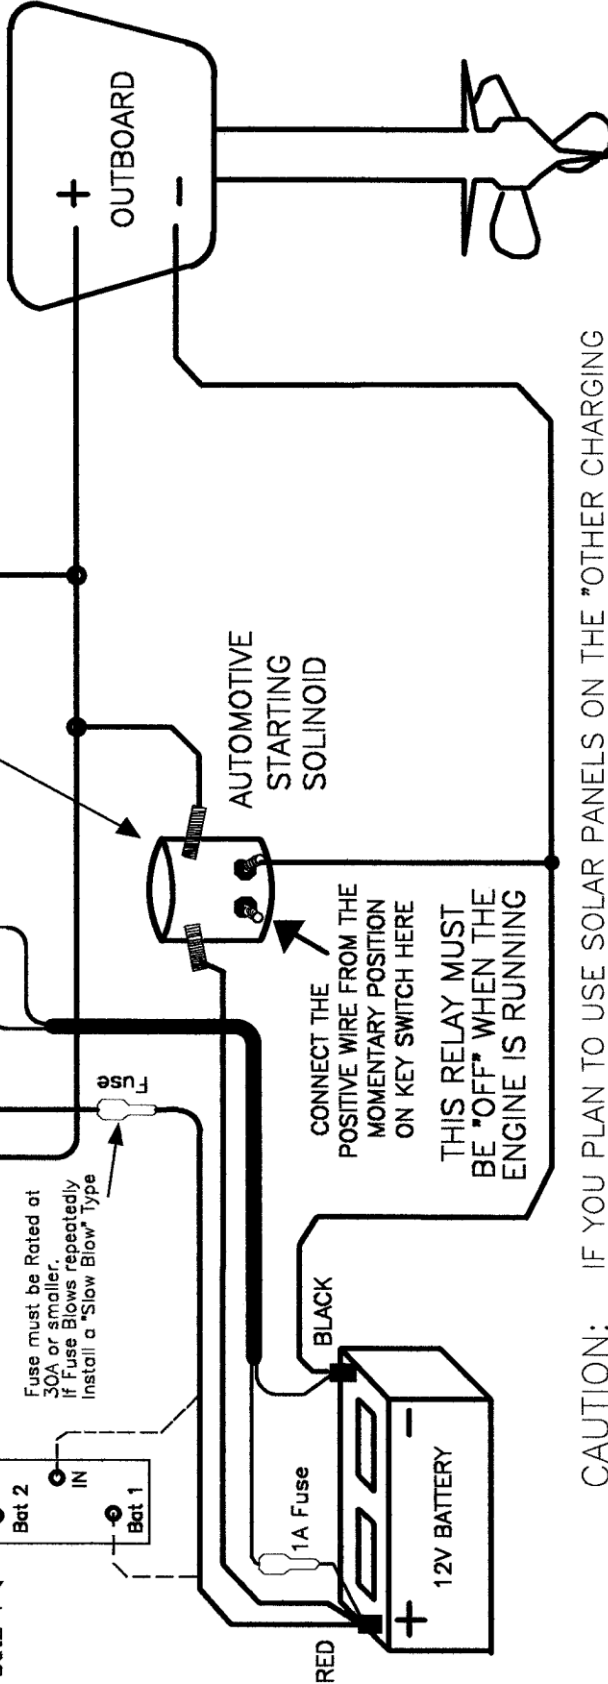 OUTBOARD
+
−
AUTOMOTIVE
STARTING
SOLINOID
CONNECT THE
POSITIVE WIRE FROM THE
MOMENTARY POSITION
ON KEY SWITCH HERE
THIS RELAY MUST
BE "OFF" WHEN THE
ENGINE IS RUNNING
Fuse
Fuse must be Rated at
30A or smaller.
If Fuse Blows repeatedly
Install a "Slow Blow" Type
Bat 2
IN
Bat 1
1A Fuse
BLACK
RED
12V BATTERY
+
−
CAUTION: IF YOU PLAN TO USE SOLAR PANELS ON THE "OTHER CHARGING